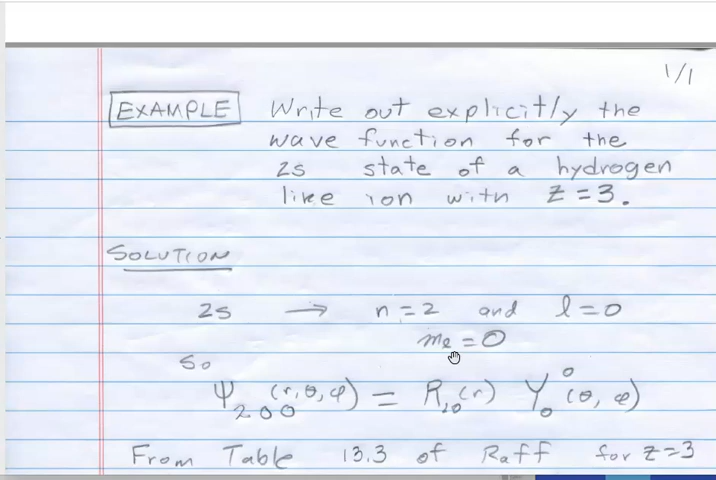 1/1
EXAMPLE Write out explicitly the
wave function for the
2s state of a hydrogen
like ion with Z = 3.
SOLUTION
2s → n = 2 and l = 0
mℓ = 0
so
Ψ₂₀₀(r, θ, φ) = R₂₀(r) Y₀⁰(θ, φ)
From Table 13.3 of Raff for Z = 3